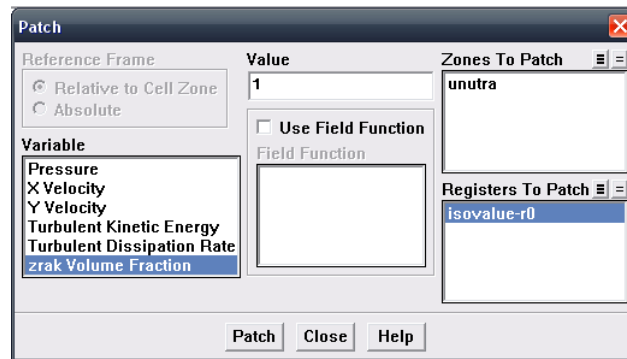 Patch
Reference Frame
Relative to Cell Zone
Absolute
Variable
Pressure
X Velocity
Y Velocity
Turbulent Kinetic Energy
Turbulent Dissipation Rate
zrak Volume Fraction
Value
1
Use Field Function
Field Function
Zones To Patch
unutra
Registers To Patch
isovalue-r0
Patch Close Help